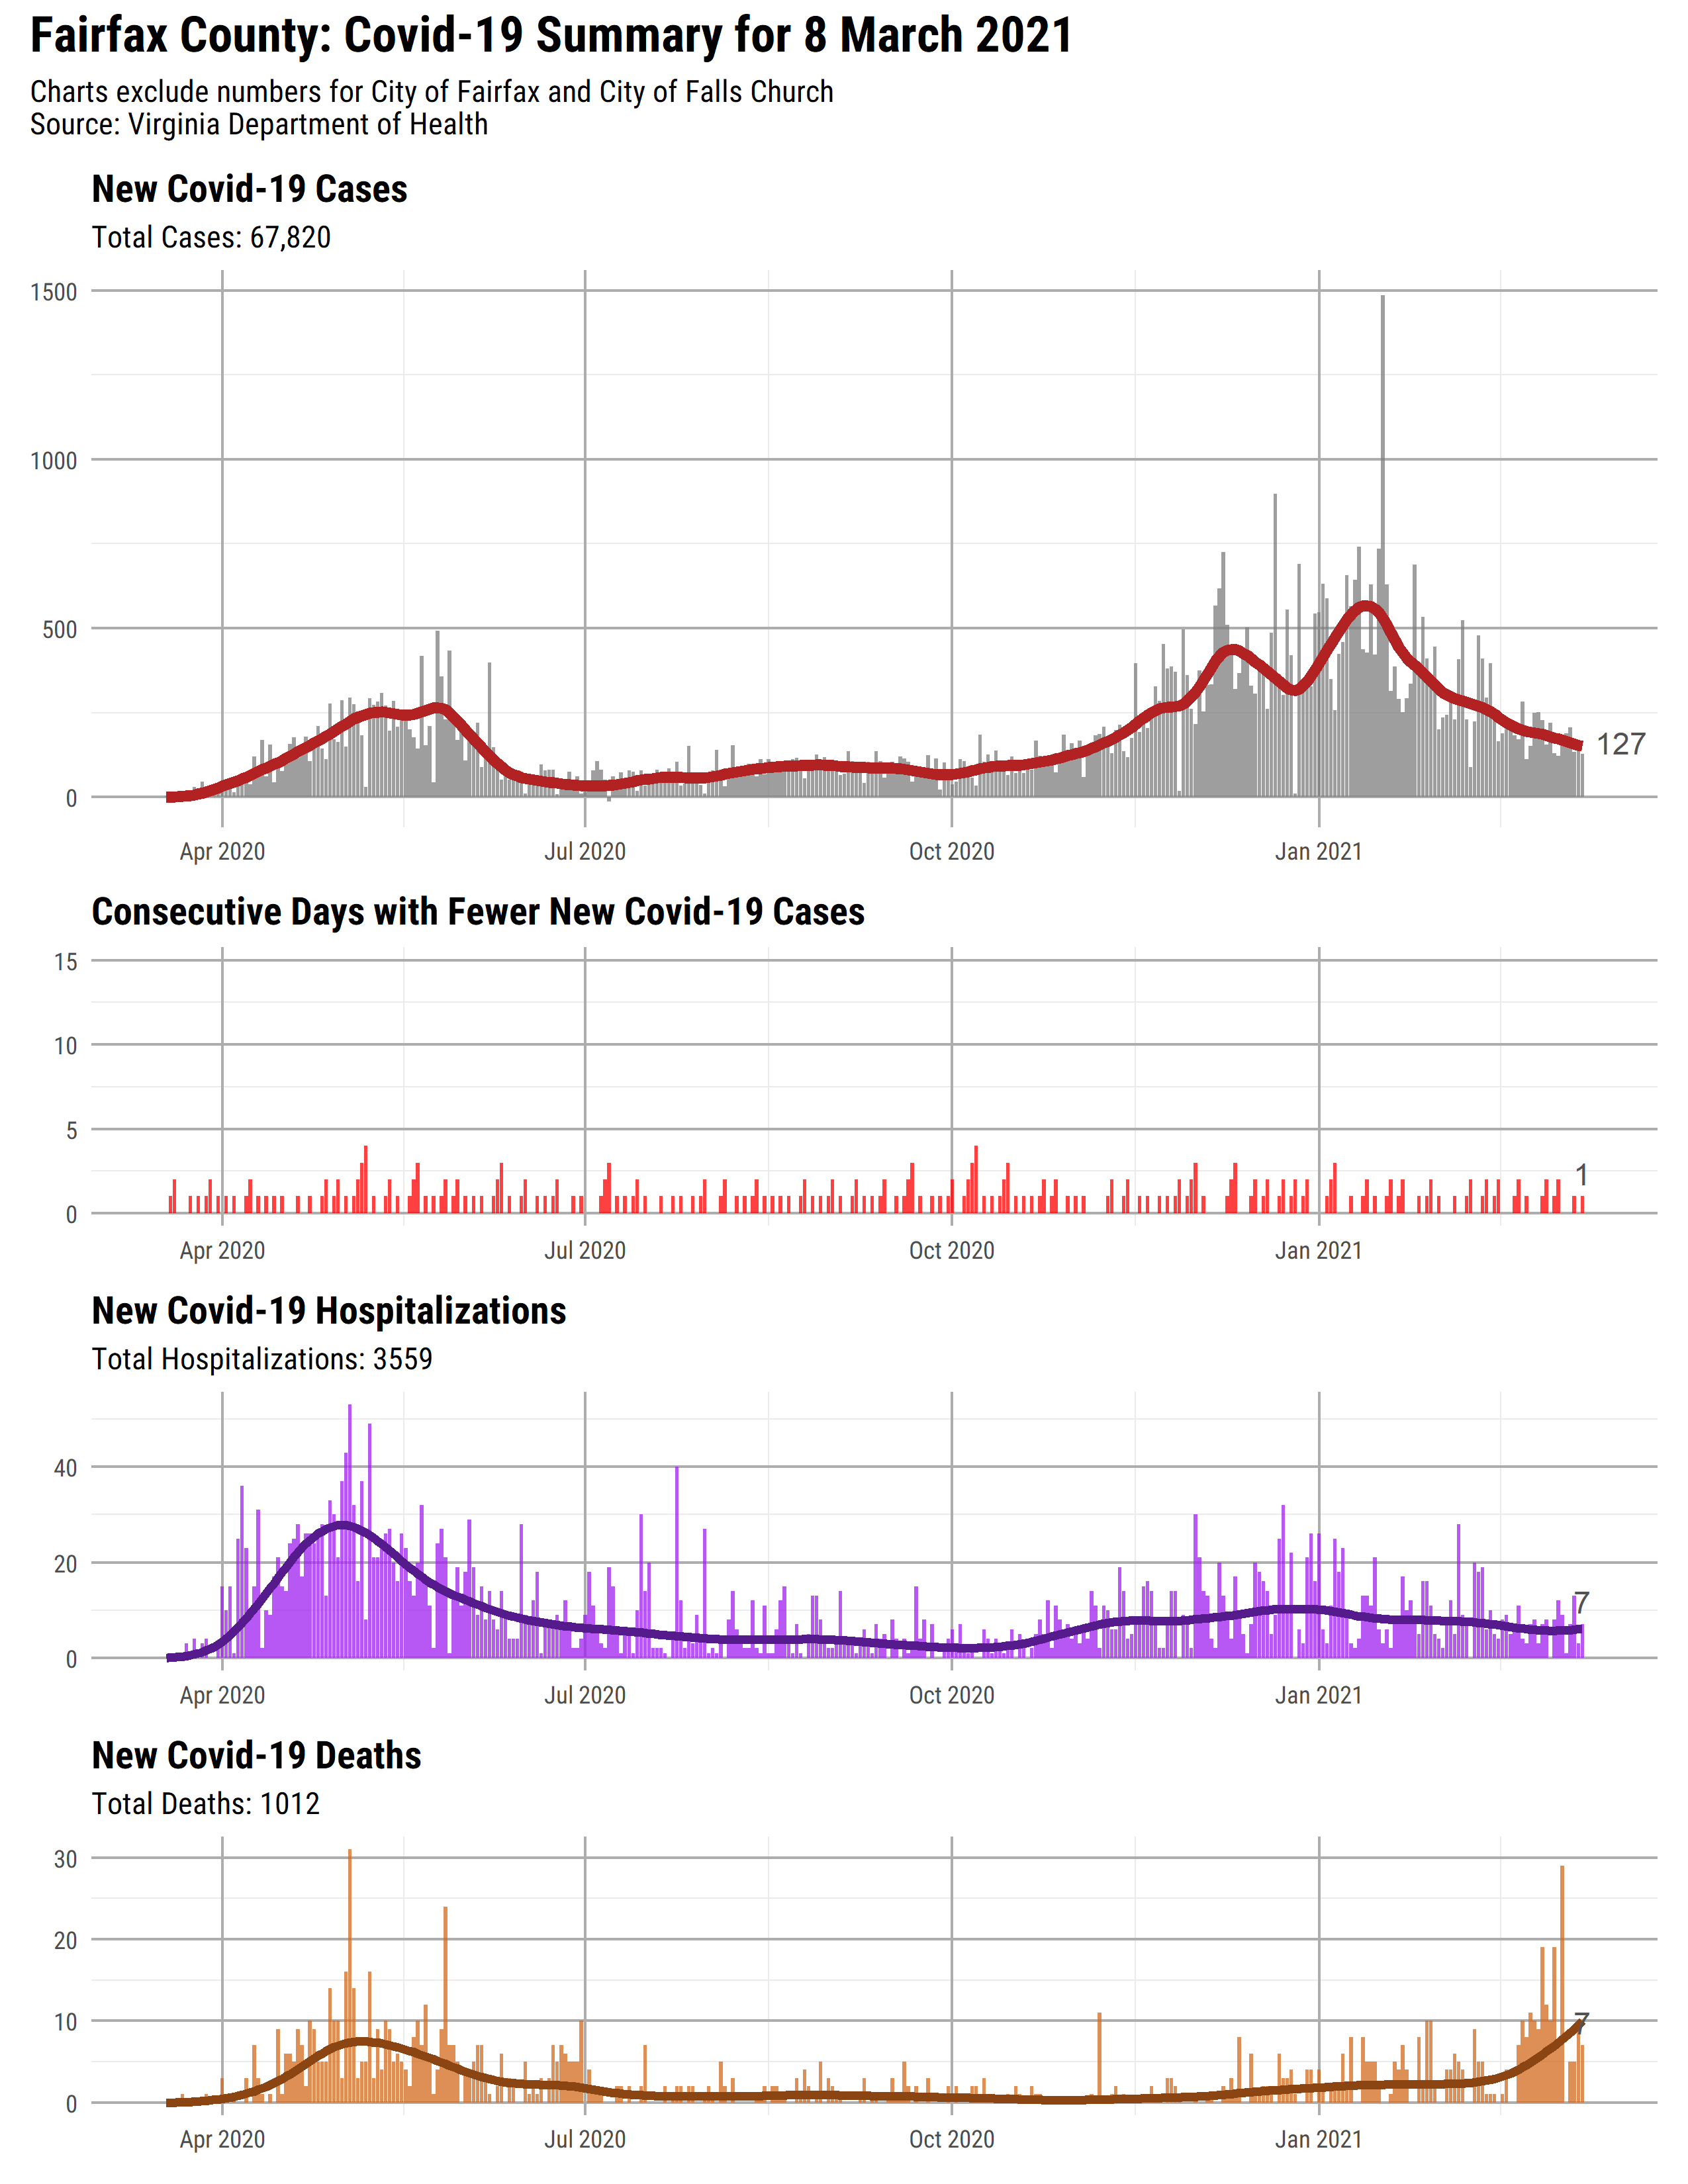 Fairfax County: Covid-19 Summary for 8 March 2021
Charts exclude numbers for City of Fairfax and City of Falls Church
Source: Virginia Department of Health
New Covid-19 Cases
Total Cases: 67,820
1500
1000
500
0
127
Apr 2020 Jul 2020 Oct 2020 Jan 2021
Consecutive Days with Fewer New Covid-19 Cases
15
10
5
0
1
Apr 2020 Jul 2020 Oct 2020 Jan 2021
New Covid-19 Hospitalizations
Total Hospitalizations: 3559
40
20
0
7
Apr 2020 Jul 2020 Oct 2020 Jan 2021
New Covid-19 Deaths
Total Deaths: 1012
30
20
10
0
7
Apr 2020 Jul 2020 Oct 2020 Jan 2021